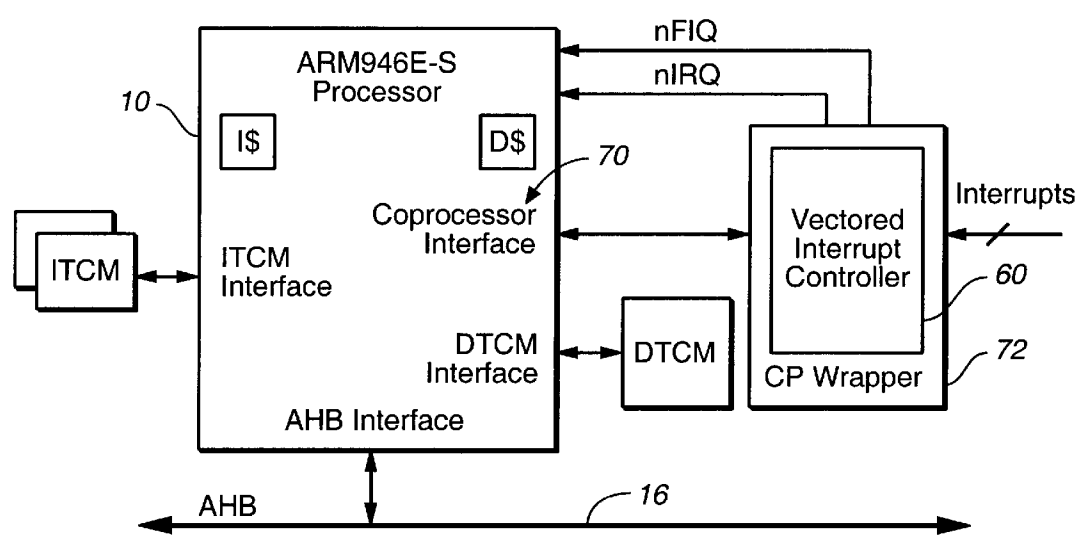 nFIQ
ARM946E-S
Processor
nIRQ
10
I$
D$
70
Coprocessor
Interface
Interrupts
Vectored
Interrupt
Controller
ITCM
ITCM
Interface
60
DTCM
Interface
DTCM
72
CP Wrapper
AHB Interface
AHB
16